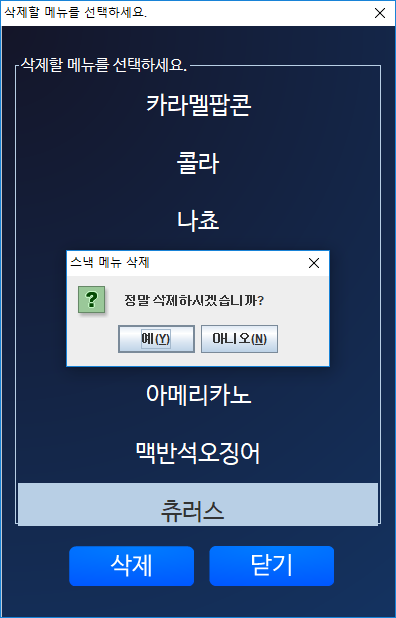 삭제할 메뉴를 선택하세요.
삭제할 메뉴를 선택하세요.
카라멜팝콘
콜라
나쵸
스낵 메뉴 삭제
?
정말 삭제하시겠습니까?
예(Y) 아니오(N)
아메리카노
맥반석오징어
츄러스
삭제 닫기